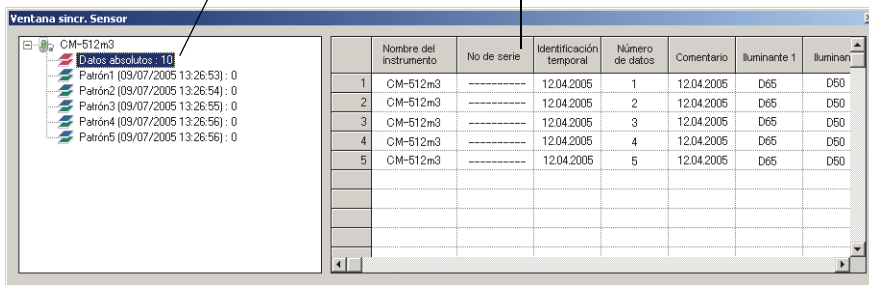 Ventana sincr. Sensor
CM-512m3
Datos absolutos : 10
Patrón1 (09/07/2005 13:26:53) : 0
Patrón2 (09/07/2005 13:26:54) : 0
Patrón3 (09/07/2005 13:26:55) : 0
Patrón4 (09/07/2005 13:26:56) : 0
Patrón5 (09/07/2005 13:26:56) : 0
Nombre del instrumento No de serie Identificación temporal Número de datos Comentario Iluminante 1 Iluminan
1 CM-512m3 ---------- 12.04.2005 1 12.04.2005 D65 D50
2 CM-512m3 ---------- 12.04.2005 2 12.04.2005 D65 D50
3 CM-512m3 ---------- 12.04.2005 3 12.04.2005 D65 D50
4 CM-512m3 ---------- 12.04.2005 4 12.04.2005 D65 D50
5 CM-512m3 ---------- 12.04.2005 5 12.04.2005 D65 D50